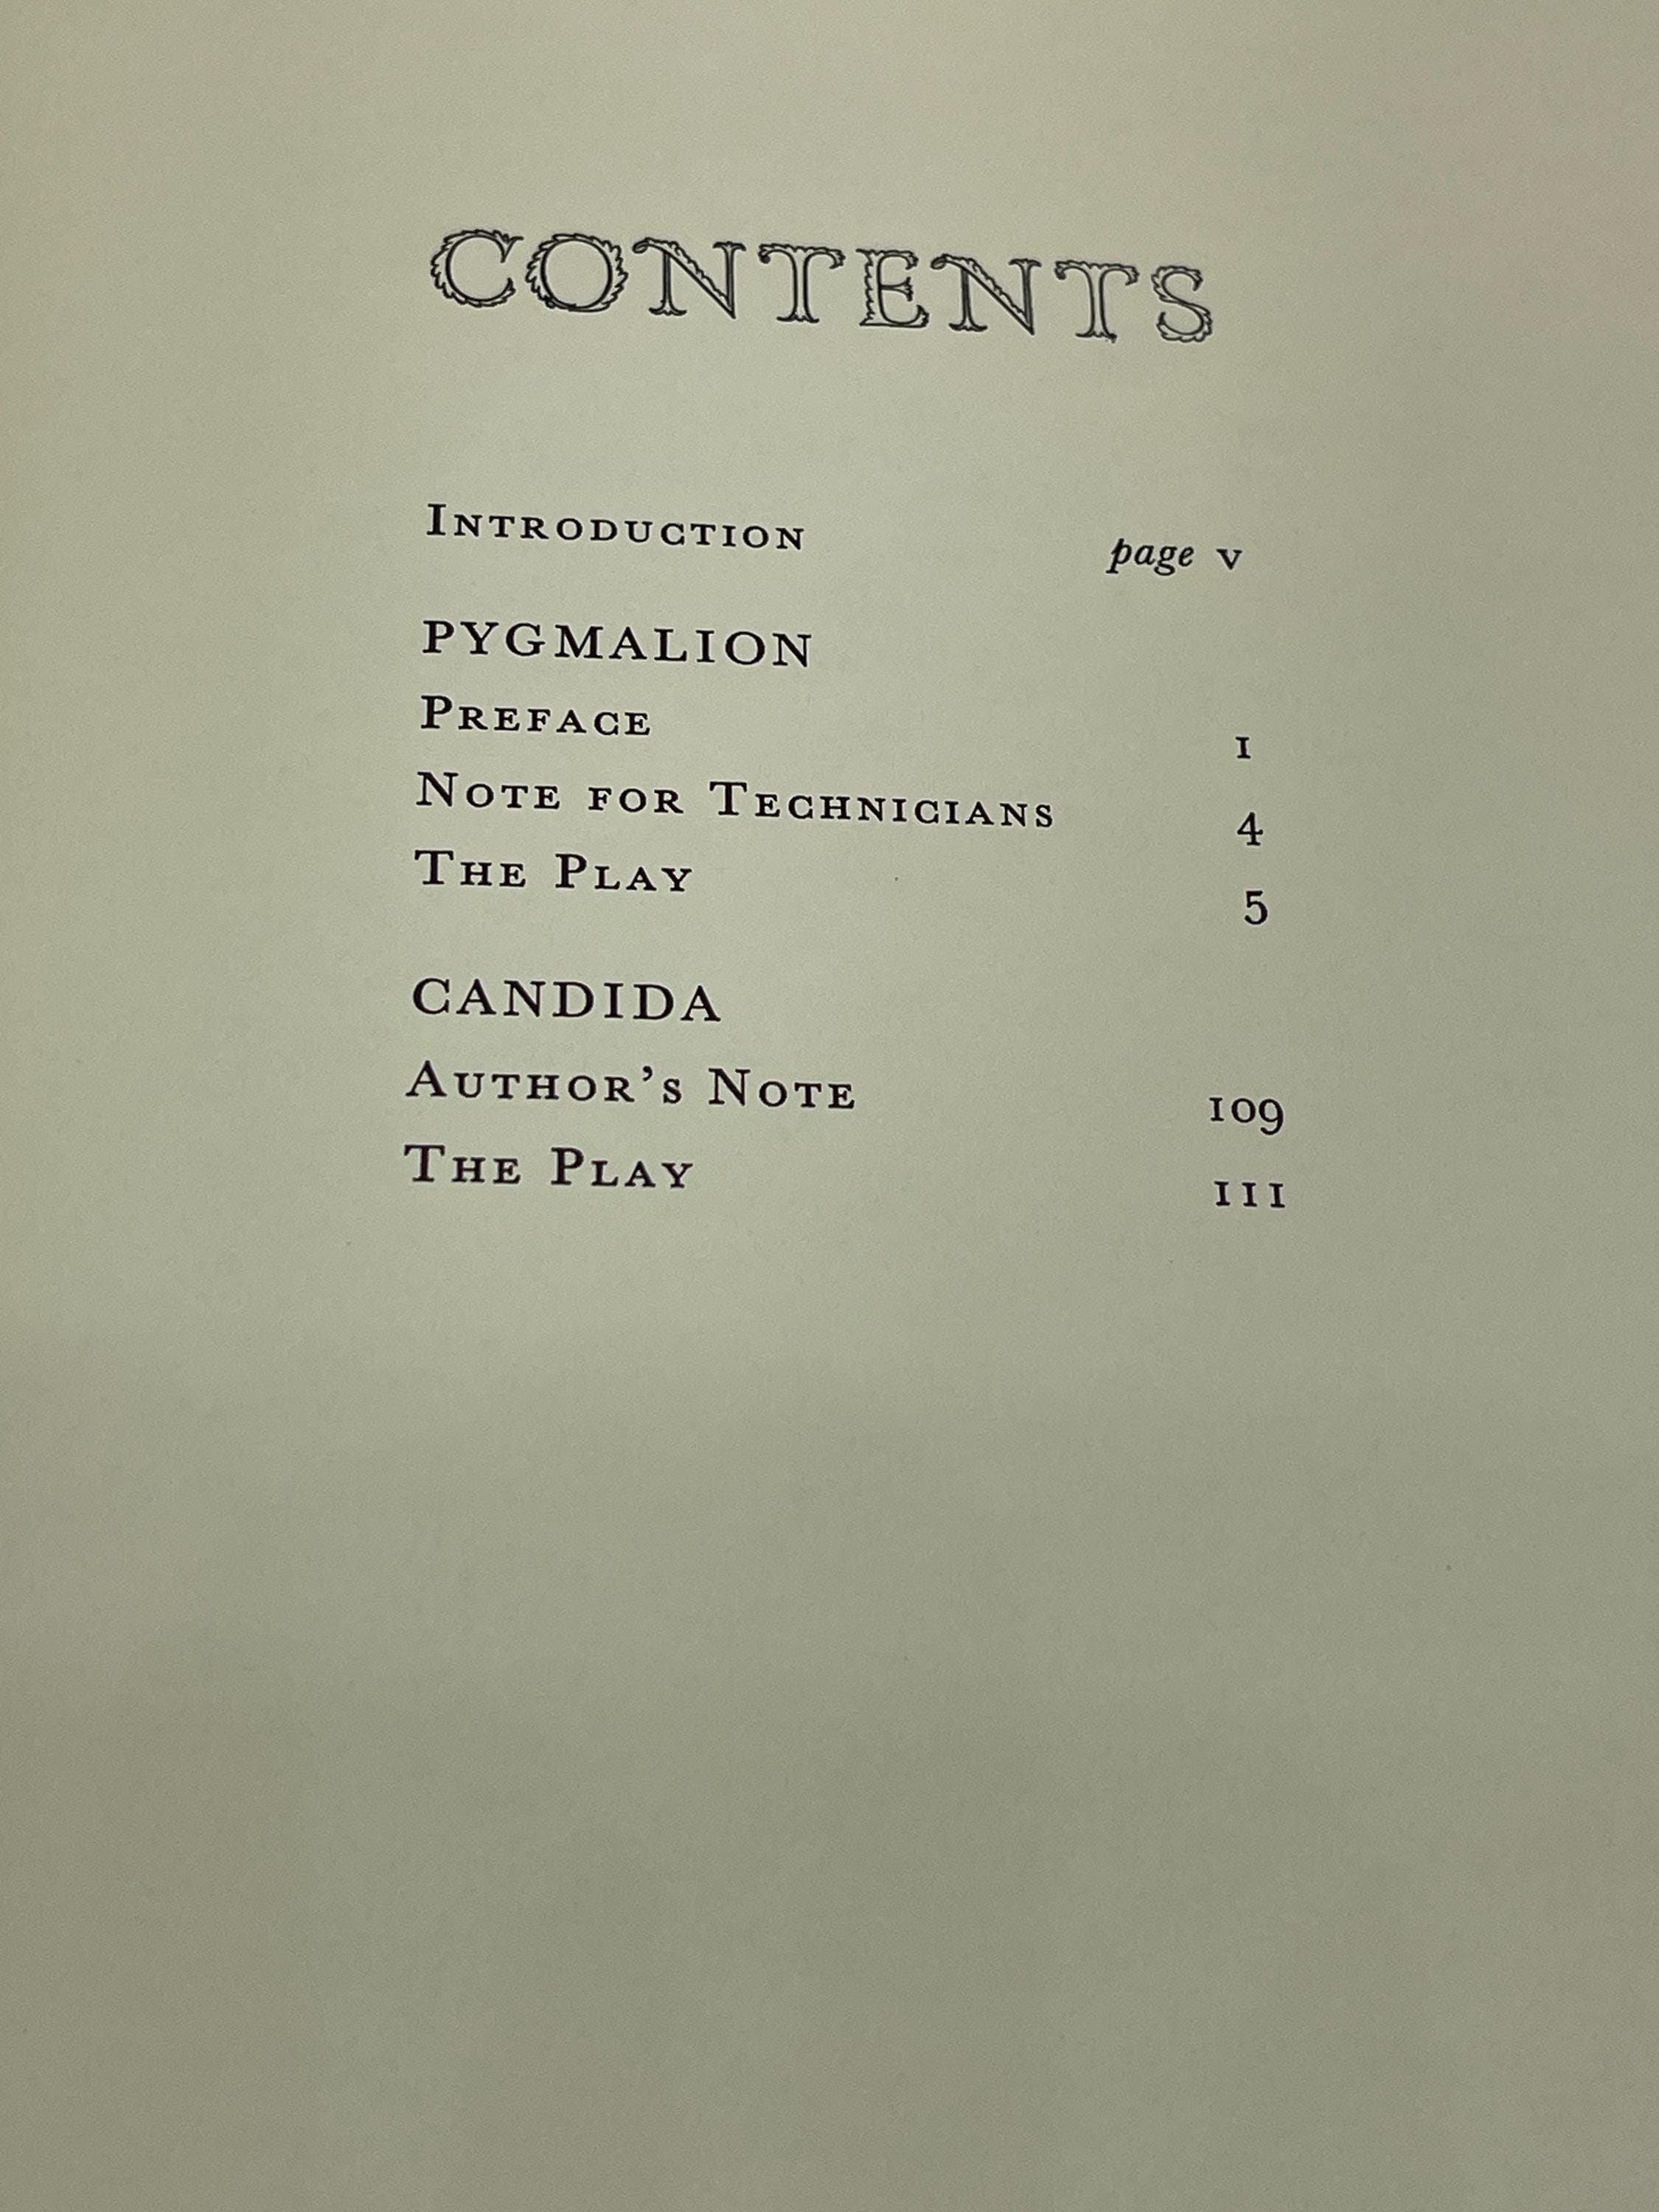 CONTENTS
INTRODUCTION page v
PYGMALION
PREFACE 1
NOTE FOR TECHNICIANS 4
THE PLAY 5
CANDIDA
AUTHOR’S NOTE 109
THE PLAY 111